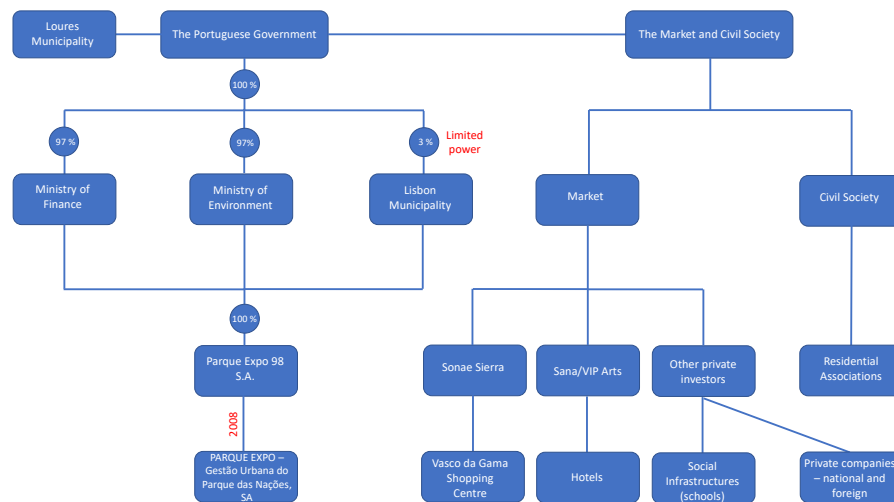 Loures
Municipality
The Portuguese Government
The Market and Civil Society
100 %
97 %
97%
3 %
Limited
power
Ministry of
Finance
Ministry of
Environment
Lisbon
Municipality
Market
Civil Society
100 %
Parque Expo 98
S.A.
Sonae Sierra
Sana/VIP Arts
Other private
investors
Residential
Associations
2008
PARQUE EXPO –
Gestão Urbana do
Parque das Nações,
SA
Vasco da Gama
Shopping
Centre
Hotels
Social
Infrastructures
(schools)
Private companies
– national and
foreign